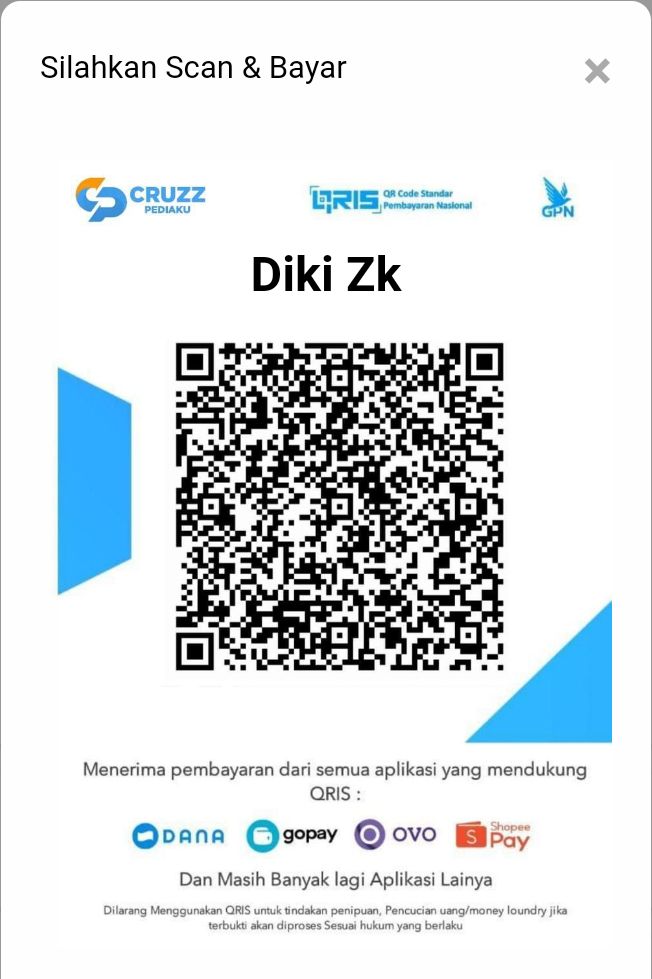 Silahkan Scan & Bayar
CRUZZ
PEDIAKU
QRIS
QR Code Standar
Pembayaran Nasional
GPN
Diki Zk
Menerima pembayaran dari semua aplikasi yang mendukung
QRIS :
DANA
gopay
OVO
S
Shopee
Pay
Dan Masih Banyak lagi Aplikasi Lainya
Dilarang Menggunakan QRIS untuk tindakan penipuan, Pencucian uang/money loundry jika
terbukti akan diproses Sesuai hukum yang berlaku